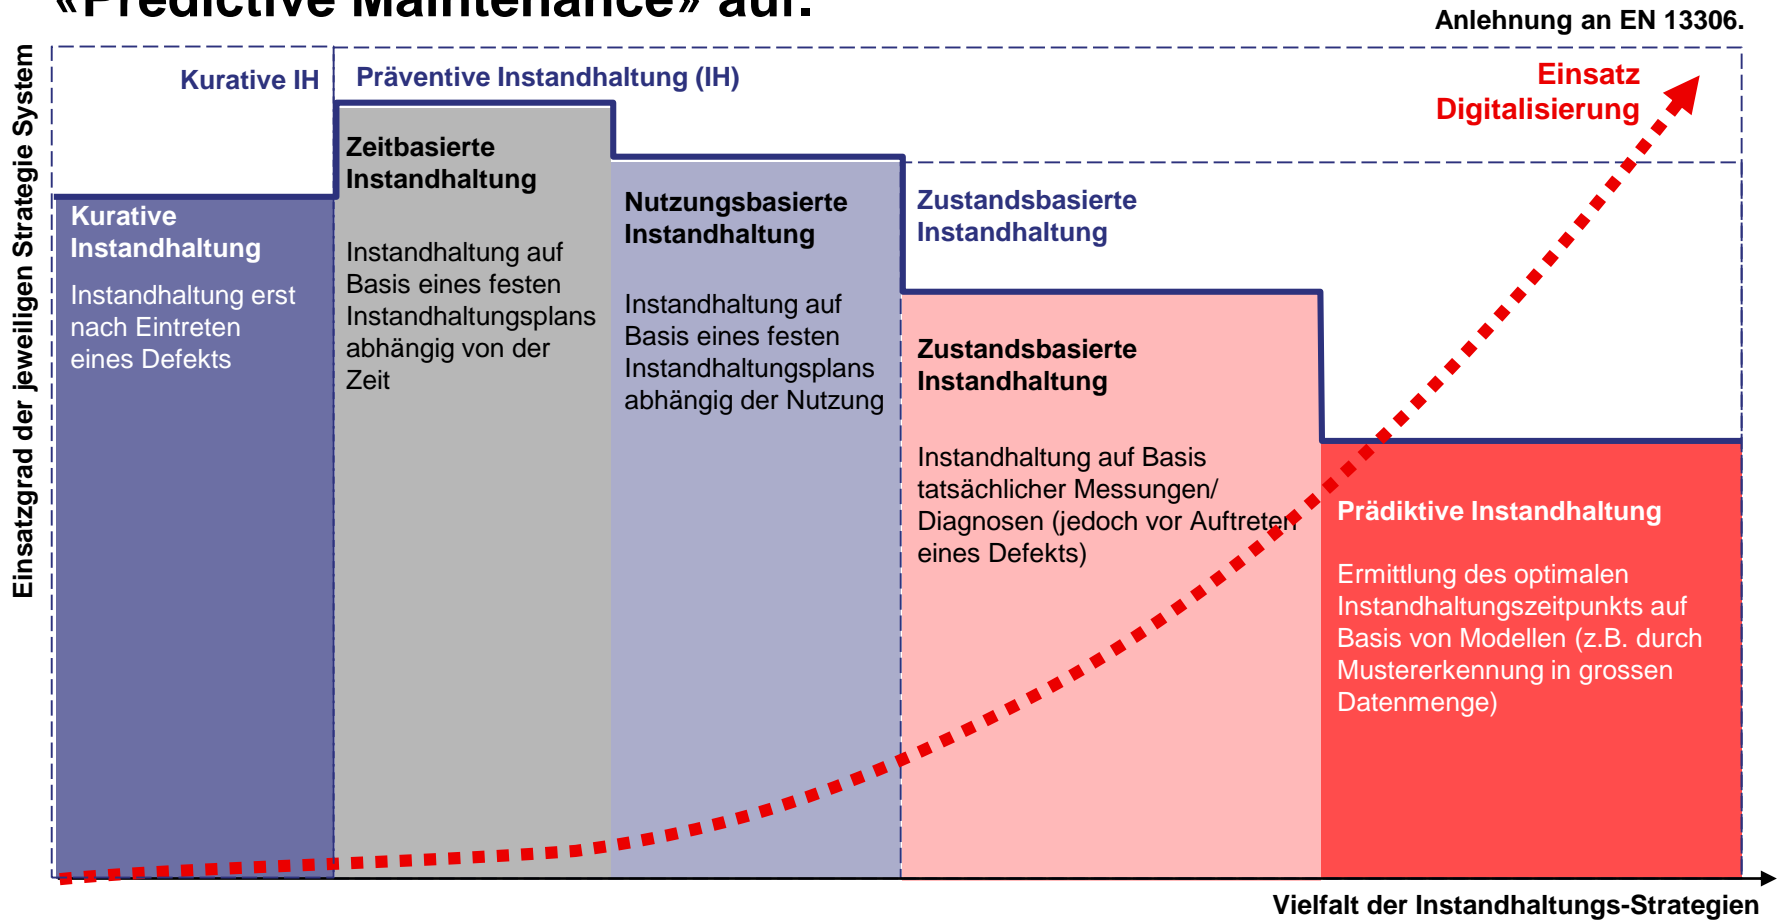 «Predictive Maintenance» auf.
Anlehnung an EN 13306.
Einsatzgrad der jeweiligen Strategie System
Kurative IH
Präventive Instandhaltung (IH)
Einsatz
Digitalisierung
Kurative
Instandhaltung
Instandhaltung erst
nach Eintreten
eines Defekts
Zeitbasierte
Instandhaltung
Instandhaltung auf
Basis eines festen
Instandhaltungsplans
abhängig von der
Zeit
Nutzungsbasierte
Instandhaltung
Instandhaltung auf
Basis eines festen
Instandhaltungsplans
abhängig der Nutzung
Zustandsbasierte
Instandhaltung
Zustandsbasierte
Instandhaltung
Instandhaltung auf Basis
tatsächlicher Messungen/
Diagnosen (jedoch vor Auftreten
eines Defekts)
Prädiktive Instandhaltung
Ermittlung des optimalen
Instandhaltungszeitpunkts auf
Basis von Modellen (z.B. durch
Mustererkennung in grossen
Datenmenge)
Vielfalt der Instandhaltungs-Strategien